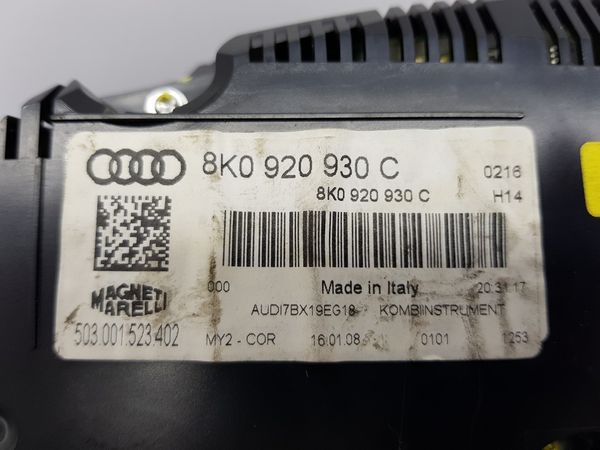 8K0 920 930 C 0216
8K0 920 930 C H14
000 Made in Italy 20:31:17
MAGNETI
MARELLI
AUDI7BX19EG18 KOMBIINSTRUMENT
503.001.523.402 MY2 - COR 16.01.08 0101 1253